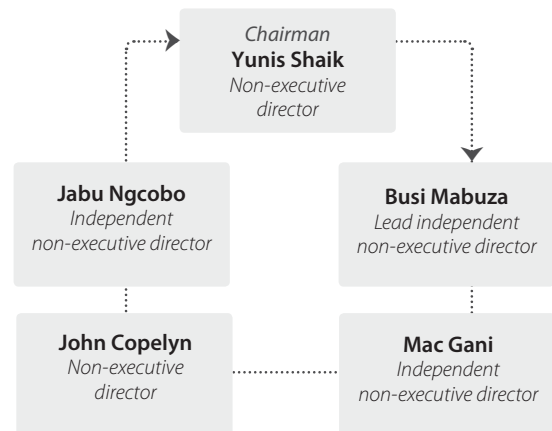 Chairman
Yunis Shaik
Non-executive
director
Jabu Ngcobo
Independent
non-executive director
Busi Mabuza
Lead independent
non-executive director
John Copelyn
Non-executive
director
Mac Gani
Independent
non-executive director